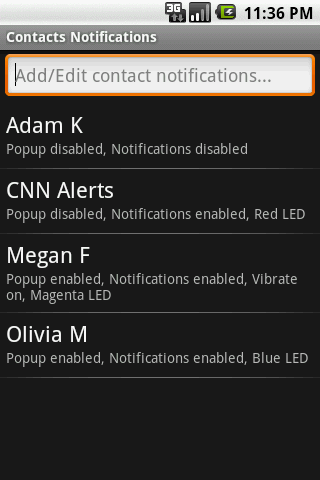 3G 11:36 PM
Contacts Notifications
Add/Edit contact notifications...
Adam K
Popup disabled, Notifications disabled
CNN Alerts
Popup disabled, Notifications enabled, Red LED
Megan F
Popup enabled, Notifications enabled, Vibrate
on, Magenta LED
Olivia M
Popup enabled, Notifications enabled, Blue LED